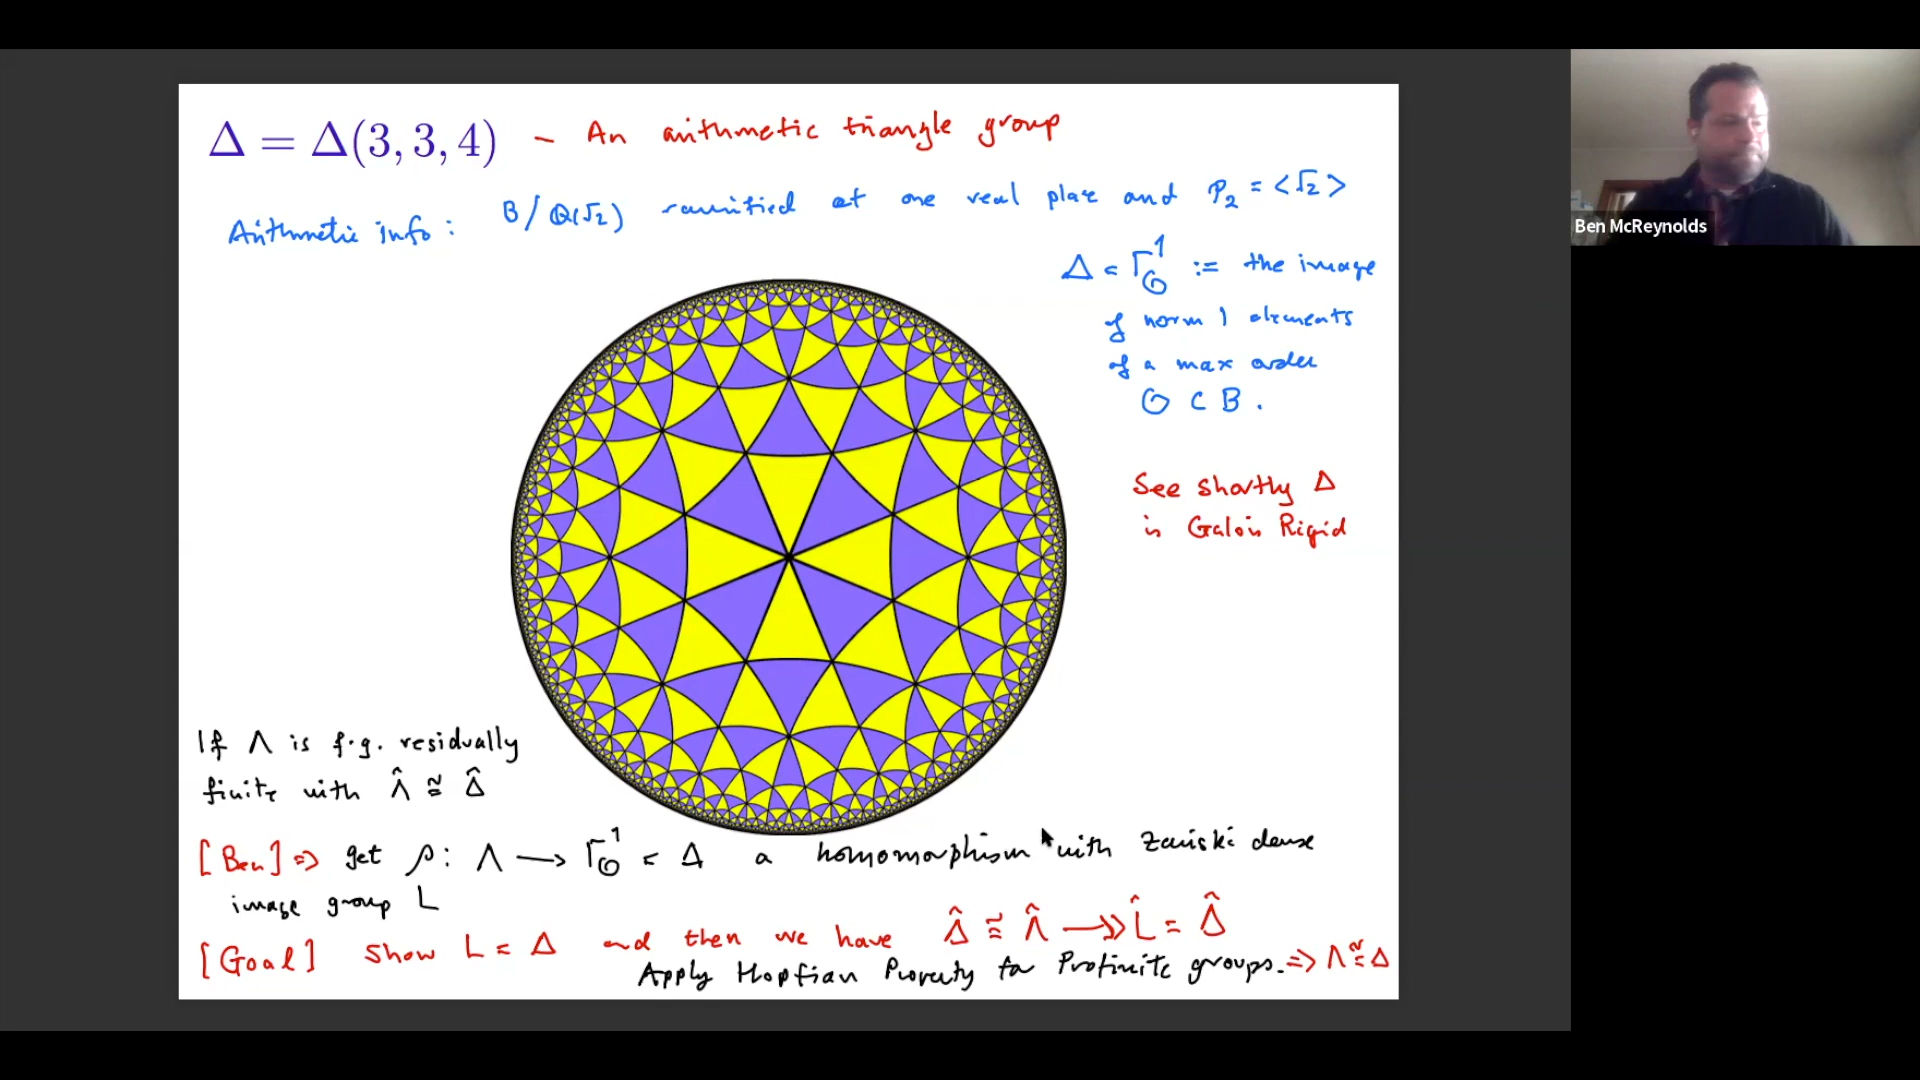 Δ = Δ(3, 3, 4) – An arithmetic triangle group
Arithmetic info: B/Q(√2) ramified at one real place and P₂ = <√2>
Δ = Γ¹_𝒪 := the image
of norm 1 elements
of a max order
𝒪 ⊂ B.
See shortly Δ
is Galois Rigid
If Λ is f.g. residually
finite with Λ̂ ≅ Δ̂
[Ben] ⇒ get ρ: Λ → Γ¹_𝒪 = Δ a homomorphism with Zariski dense
image group L
[Goal] Show L = Δ and then we have Δ̂ ≅ Λ̂ ↠ L̂ = Δ̂
Apply Hopfian Property for Profinite groups. ⇒ Λ ≅ Δ
Ben McReynolds